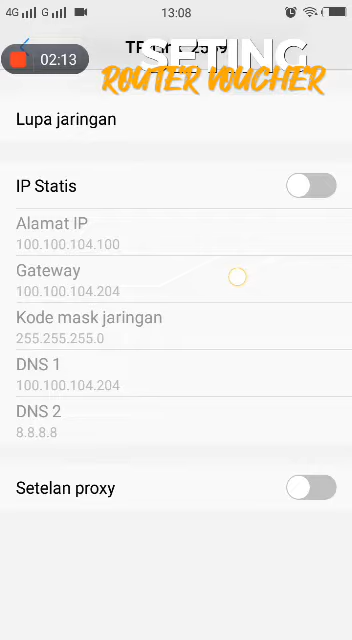 4G G 13:08
02:13
SETING
ROUTER VOUCHER
Lupa jaringan
IP Statis
Alamat IP
100.100.104.100
Gateway
100.100.104.204
Kode mask jaringan
255.255.255.0
DNS 1
100.100.104.204
DNS 2
8.8.8.8
Setelan proxy